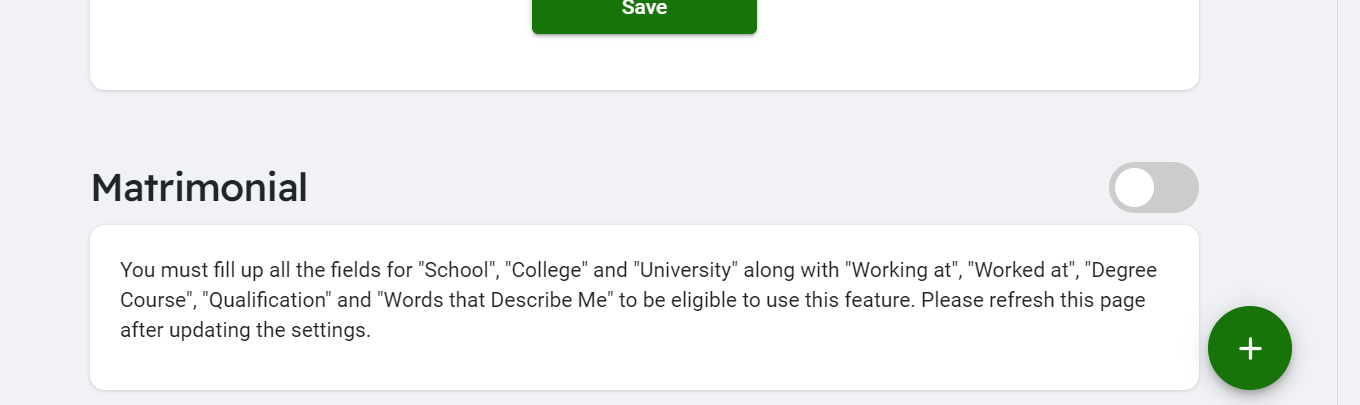 Save
Matrimonial
You must fill up all the fields for "School", "College" and "University" along with "Working at", "Worked at", "Degree
Course", "Qualification" and "Words that Describe Me" to be eligible to use this feature. Please refresh this page
after updating the settings.